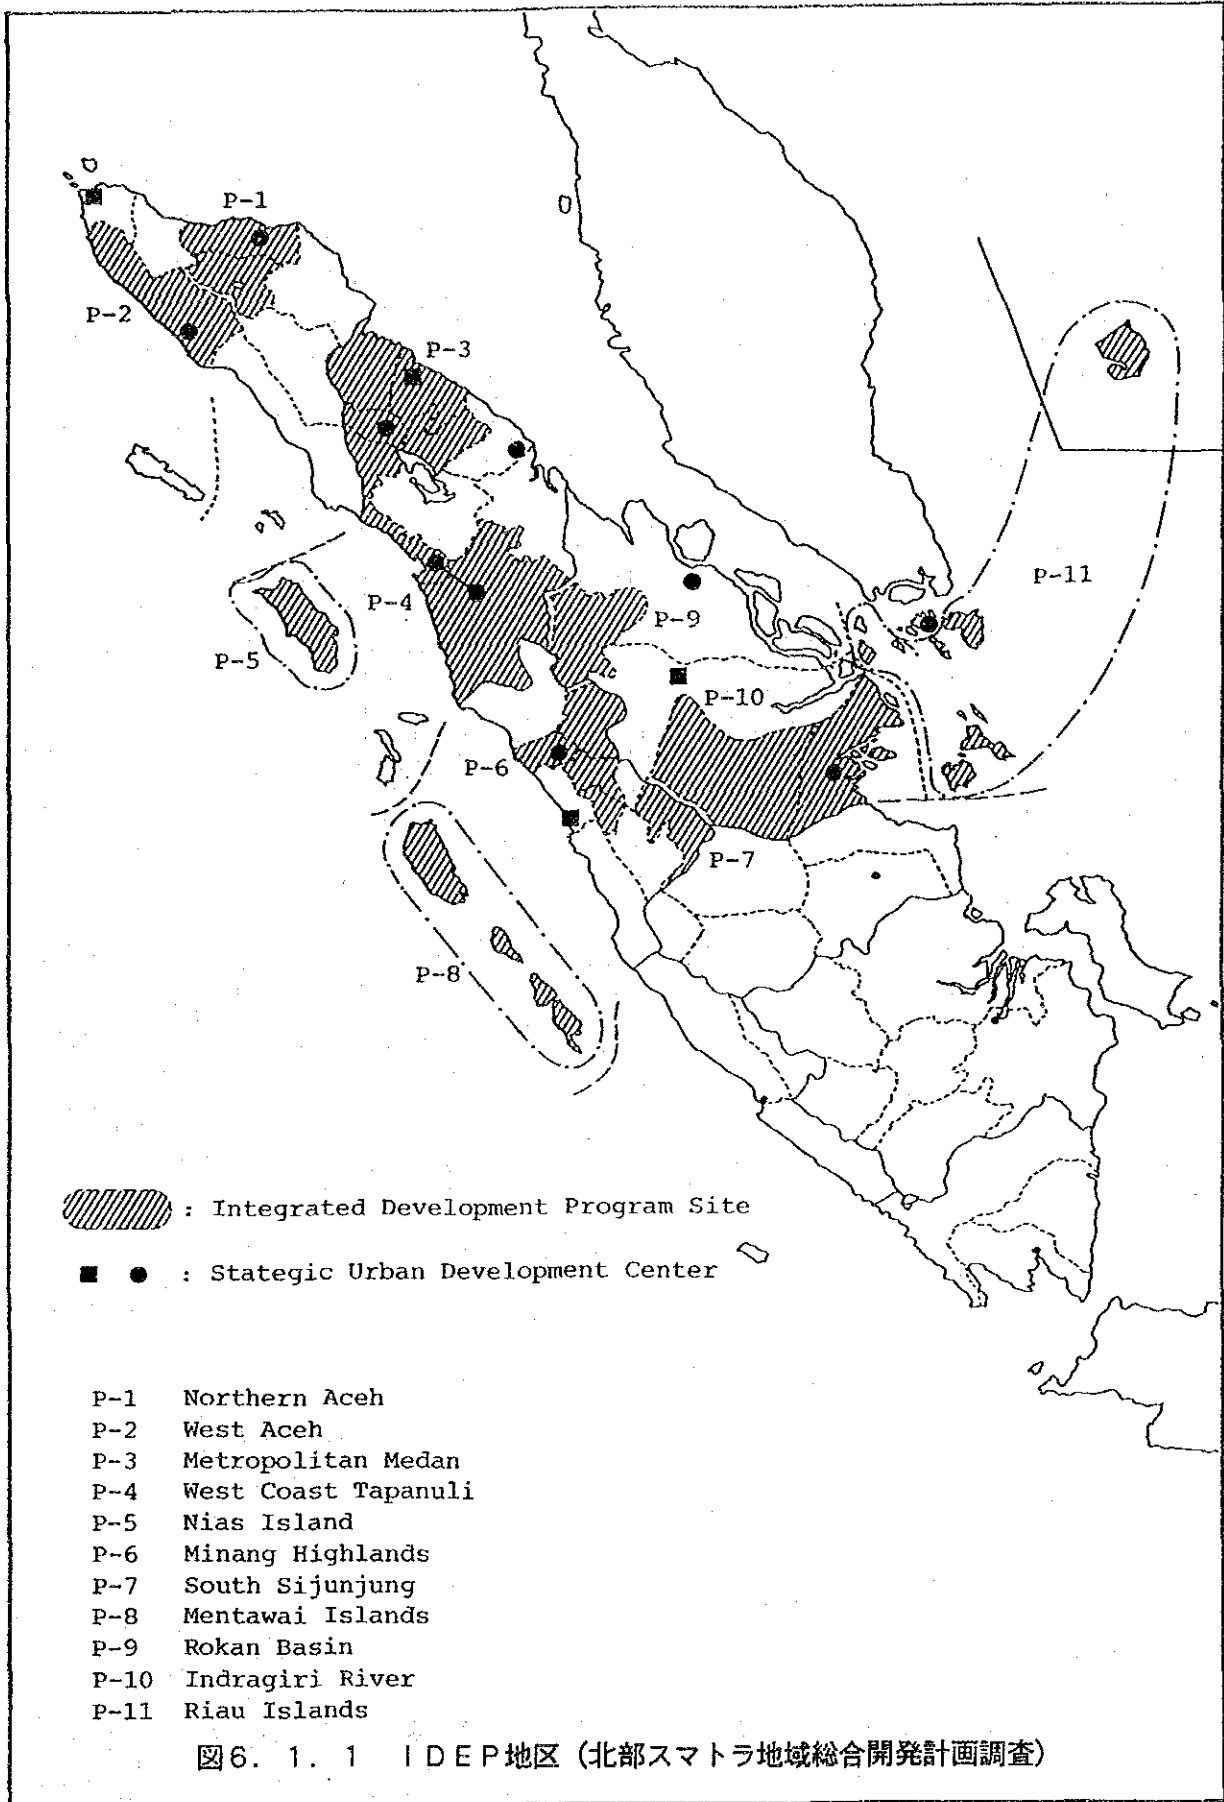 P-1
P-2
P-3
P-11
P-4
P-9
P-5
P-10
P-6
P-7
P-8
: Integrated Development Program Site
: Stategic Urban Development Center
P-1 Northern Aceh
P-2 West Aceh
P-3 Metropolitan Medan
P-4 West Coast Tapanuli
P-5 Nias Island
P-6 Minang Highlands
P-7 South Sijunjung
P-8 Mentawai Islands
P-9 Rokan Basin
P-10 Indragiri River
P-11 Riau Islands
図6. 1. 1 IDEP地区(北部スマトラ地域総合開発計画調査)